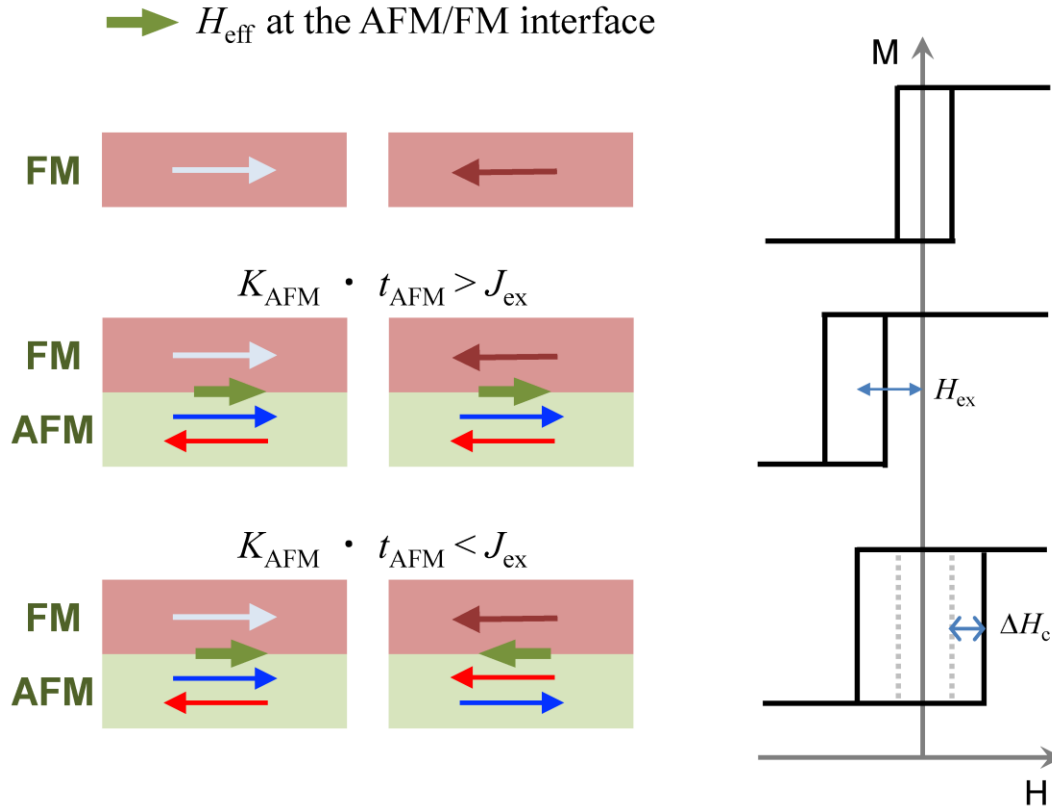 H_eff at the AFM/FM interface
M
FM
K_AFM · t_AFM > J_ex
FM
AFM
H_ex
K_AFM · t_AFM < J_ex
FM
AFM
ΔH_c
H